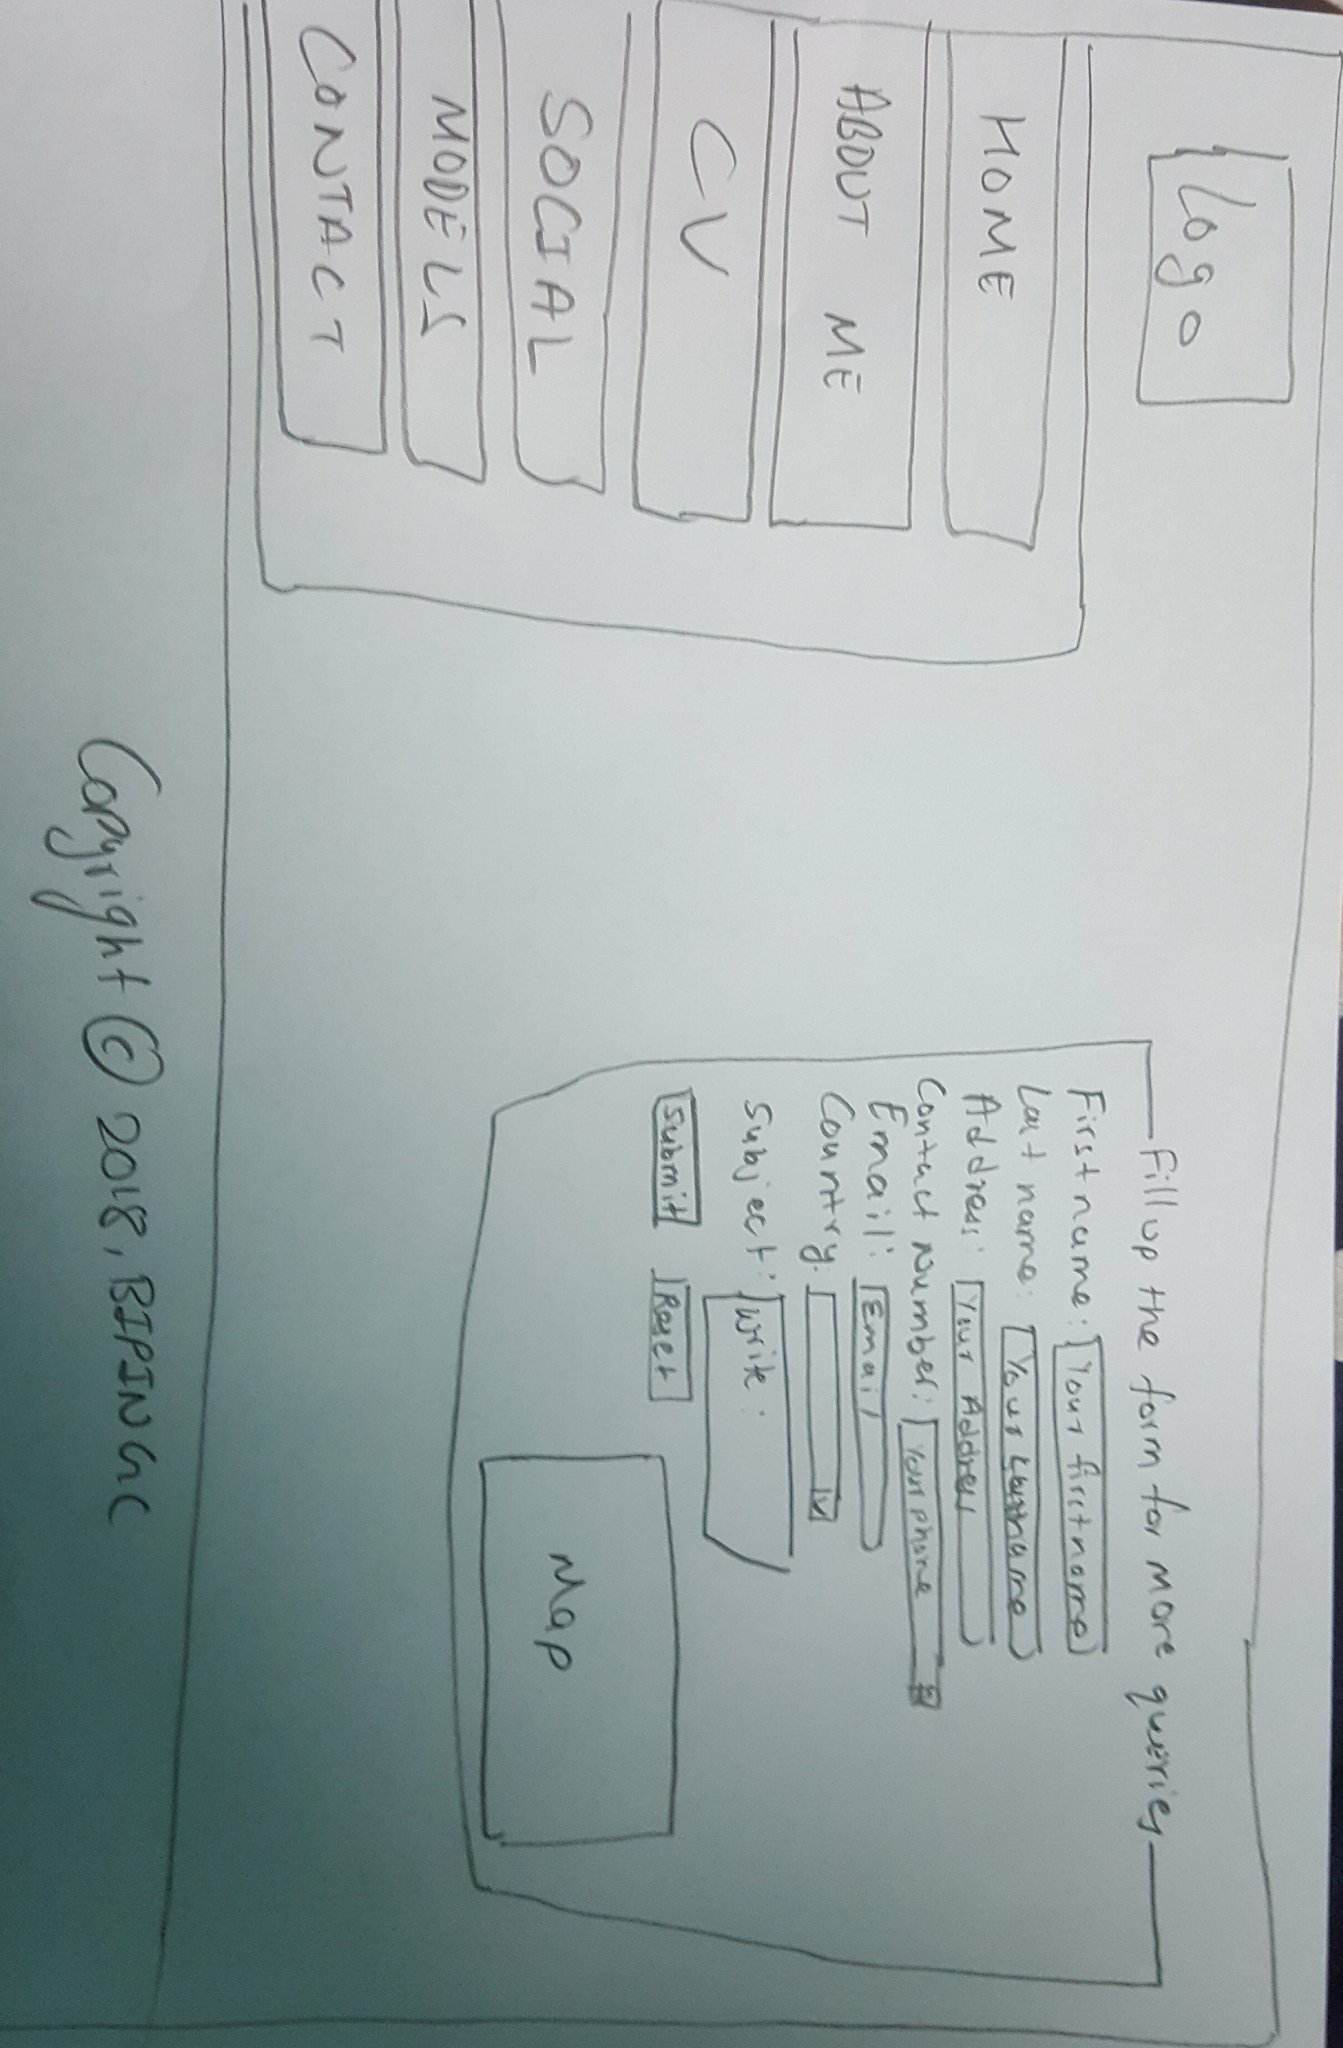 Logo
HOME
ABOUT ME
CV
SOCIAL
MODELS
CONTACT
Fill up the form for more queries
First name: Your first name
Last name: Your Lastname
Address: Your Address
Contact Number: Your phone
Email: Email
Country:
Subject: Write:
Submit Reset
Map
Copyright © 2018, BIPIN GC